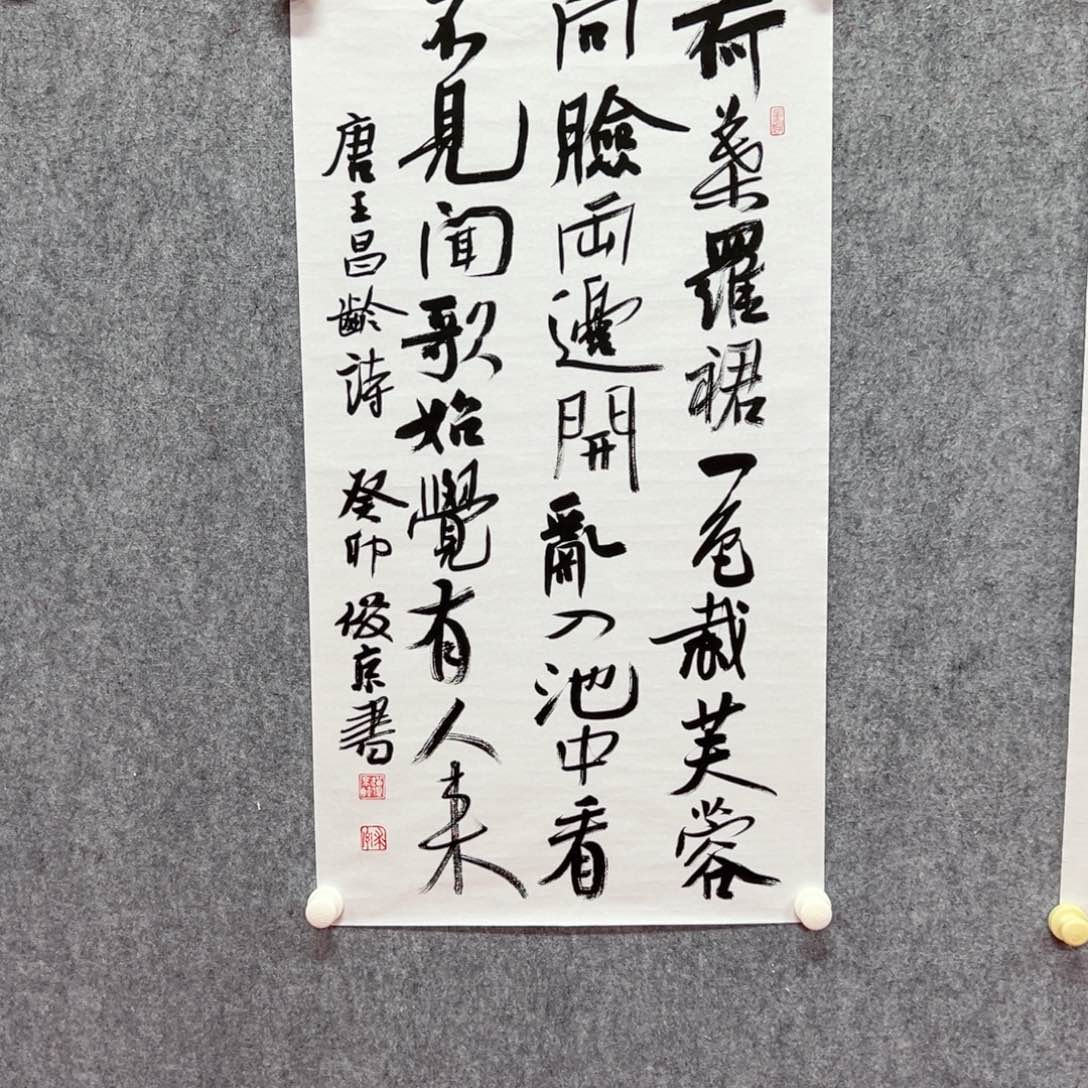 荷葉羅裙一色裁芙蓉
向臉兩邊開亂入池中看
不見聞歌始覺有人来
唐王昌齡詩 癸卯 俊京書